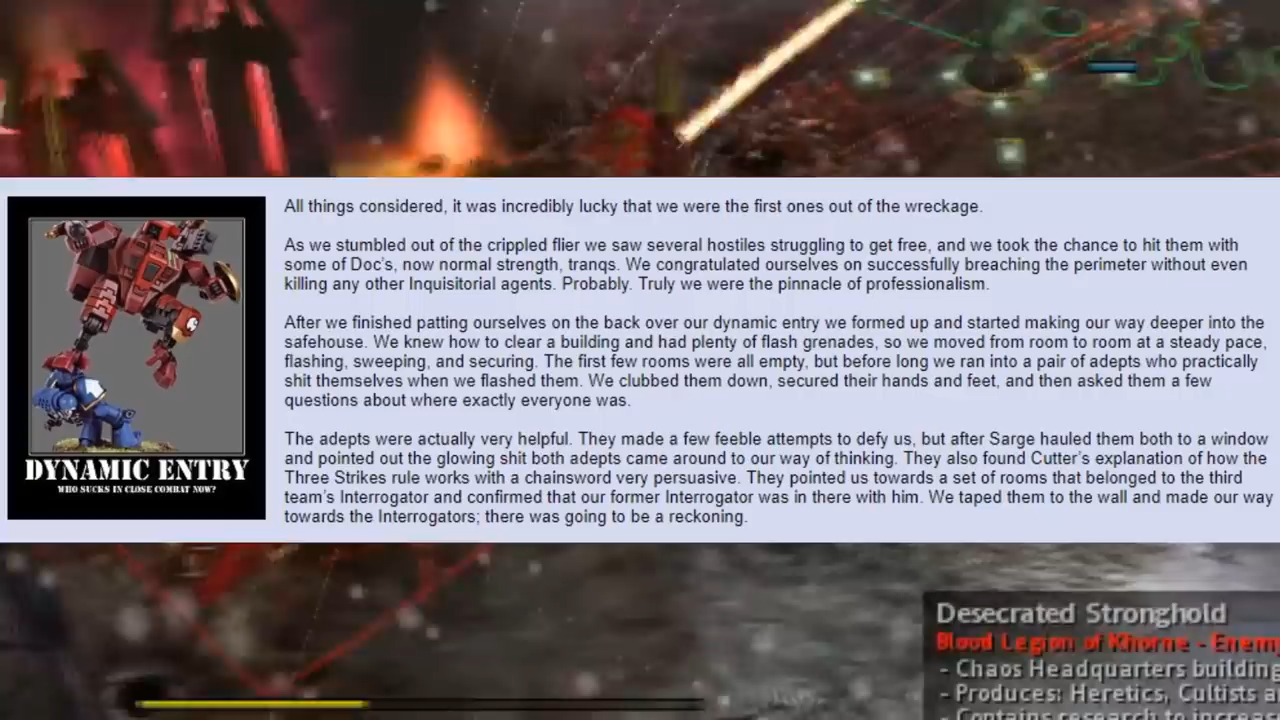 All things considered, it was incredibly lucky that we were the first ones out of the wreckage.
As we stumbled out of the crippled flier we saw several hostiles struggling to get free, and we took the chance to hit them with
some of Doc's, now normal strength, tranqs. We congratulated ourselves on successfully breaching the perimeter without even
killing any other Inquisitorial agents. Probably. Truly we were the pinnacle of professionalism.
After we finished patting ourselves on the back over our dynamic entry we formed up and started making our way deeper into the
safehouse. We knew how to clear a building and had plenty of flash grenades, so we moved from room to room at a steady pace,
flashing, sweeping, and securing. The first few rooms were all empty, but before long we ran into a pair of adepts who practically
shit themselves when we flashed them. We clubbed them down, secured their hands and feet, and then asked them a few
questions about where exactly everyone was.
The adepts were actually very helpful. They made a few feeble attempts to defy us, but after Sarge hauled them both to a window
and pointed out the glowing shit both adepts came around to our way of thinking. They also found Cutter's explanation of how the
Three Strikes rule works with a chainsword very persuasive. They pointed us towards a set of rooms that belonged to the third
team's Interrogator and confirmed that our former Interrogator was in there with him. We taped them to the wall and made our way
towards the Interrogators; there was going to be a reckoning.
DYNAMIC ENTRY
WHO SUCKS IN CLOSE COMBAT NOW?
Desecrated Stronghold
Blood Legion of Khorne - Enemy
- Chaos Headquarters building
- Produces: Heretics, Cultists a
- Contains research to increas